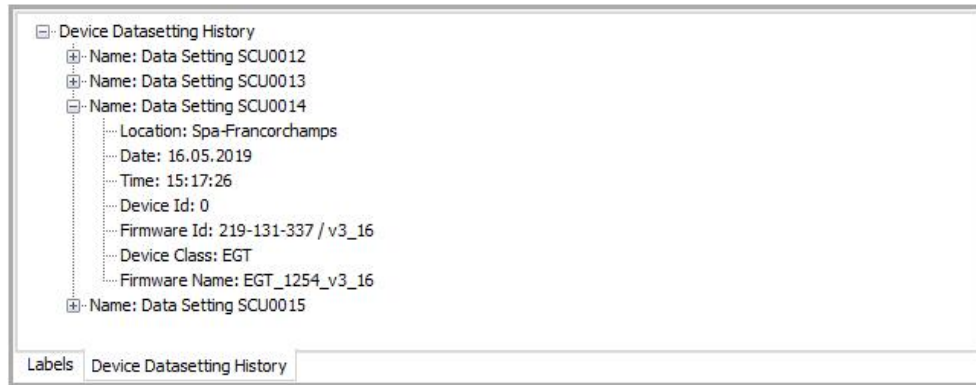 Device Datasetting History
Name: Data Setting SCU0012
Name: Data Setting SCU0013
Name: Data Setting SCU0014
Location: Spa-Francorchamps
Date: 16.05.2019
Time: 15:17:26
Device Id: 0
Firmware Id: 219-131-337 / v3_16
Device Class: EGT
Firmware Name: EGT_1254_v3_16
Name: Data Setting SCU0015
Labels Device Datasetting History